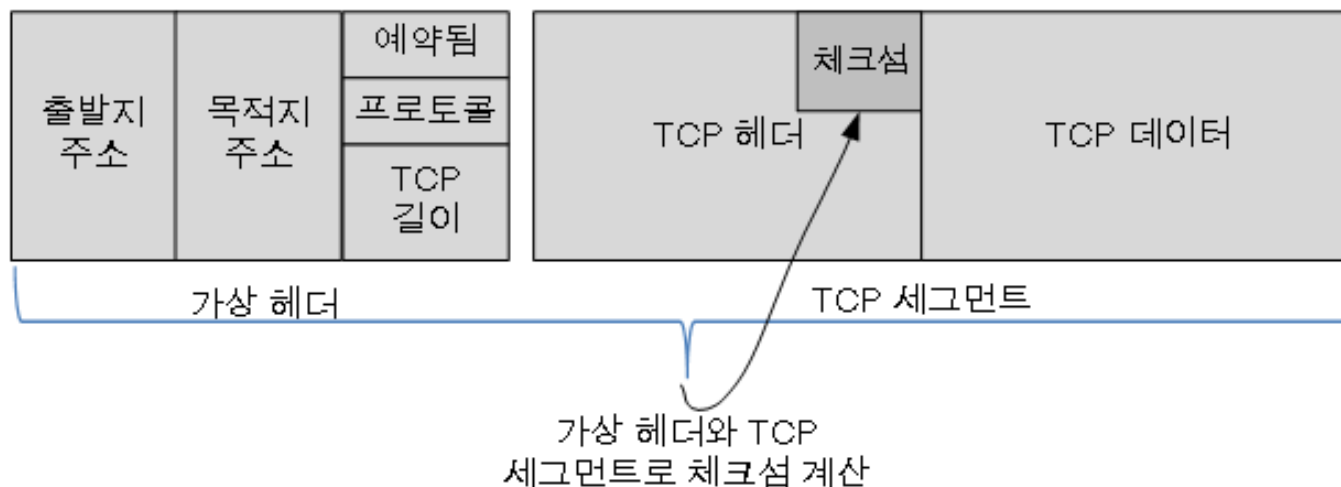 출발지
주소
목적지
주소
예약됨
프로토콜
TCP
길이
TCP 헤더
체크섬
TCP 데이터
가상 헤더
TCP 세그먼트
가상 헤더와 TCP
세그먼트로 체크섬 계산